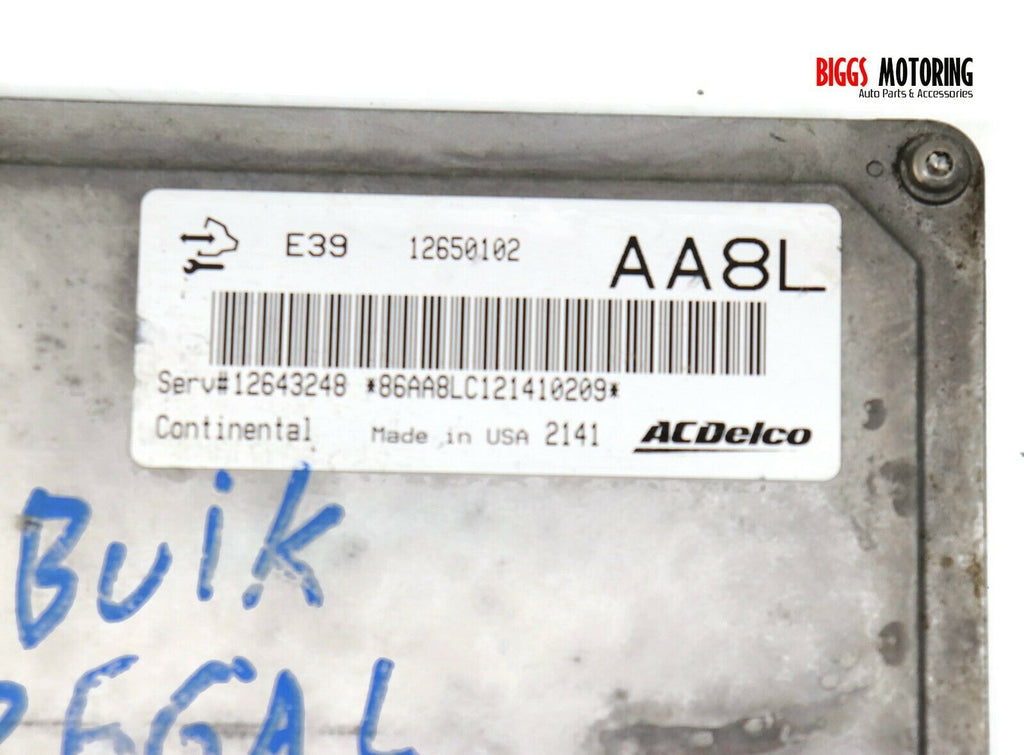 BIGGS MOTORING
Auto Parts & Accessories
E39 12650102 AA8L
Serv#12643248 *86AA8LC121410209*
Continental Made in USA 2141 ACDelco
BUIK
REGAL